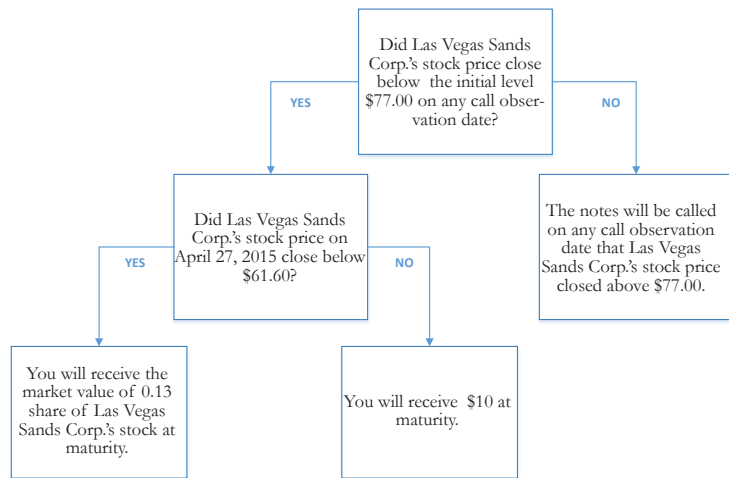 Did Las Vegas Sands
Corp.'s stock price close
below the initial level
$77.00 on any call obser-
vation date?
YES
NO
Did Las Vegas Sands
Corp.'s stock price on
April 27, 2015 close below
$61.60?
The notes will be called
on any call observation
date that Las Vegas
Sands Corp.'s stock price
closed above $77.00.
YES
NO
You will receive the
market value of 0.13
share of Las Vegas
Sands Corp.'s stock at
maturity.
You will receive $10 at
maturity.